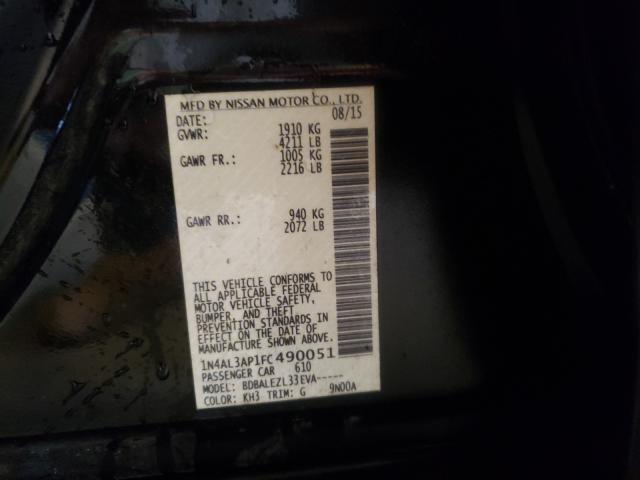 MFD BY NISSAN MOTOR CO., LTD.
DATE: 08/15
GVWR: 1910 KG
4211 LB
GAWR FR.: 1005 KG
2216 LB
GAWR RR.: 940 KG
2072 LB
THIS VEHICLE CONFORMS TO
ALL APPLICABLE FEDERAL
MOTOR VEHICLE SAFETY,
BUMPER, AND THEFT
PREVENTION STANDARDS IN
EFFECT ON THE DATE OF
MANUFACTURE SHOWN ABOVE.
1N4AL3AP1FC490051
PASSENGER CAR 610
MODEL: BDBALEZL33EVA-----
COLOR: KH3 TRIM: G 9N00A